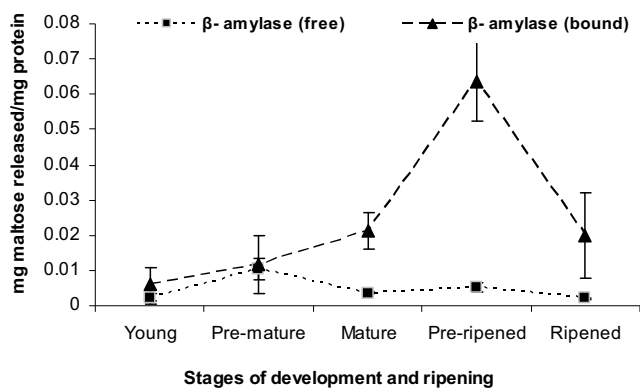 0.08
β- amylase (free)
β- amylase (bound)
0.07
0.06
0.05
0.04
0.03
0.02
0.01
0
mg maltose released/mg protein
Young
Pre-mature
Mature
Pre-ripened
Ripened
Stages of development and ripening